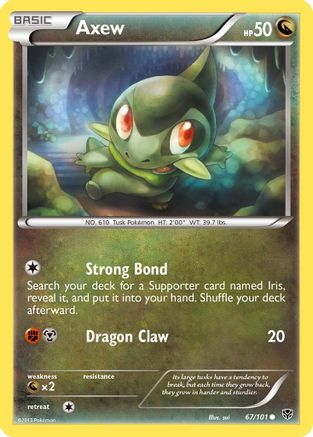 BASIC
Axew
HP50
NO. 610 Tusk Pokémon HT: 2'00" WT: 39.7 lbs.
Strong Bond
Search your deck for a Supporter card named Iris,
reveal it, and put it into your hand. Shuffle your deck
afterward.
Dragon Claw 20
weakness resistance
×2
retreat
Its large tusks have a tendency to
break, but each time they grow back,
they grow in harder and sturdier.
©2013 Pokémon
Illus. sui 67/101